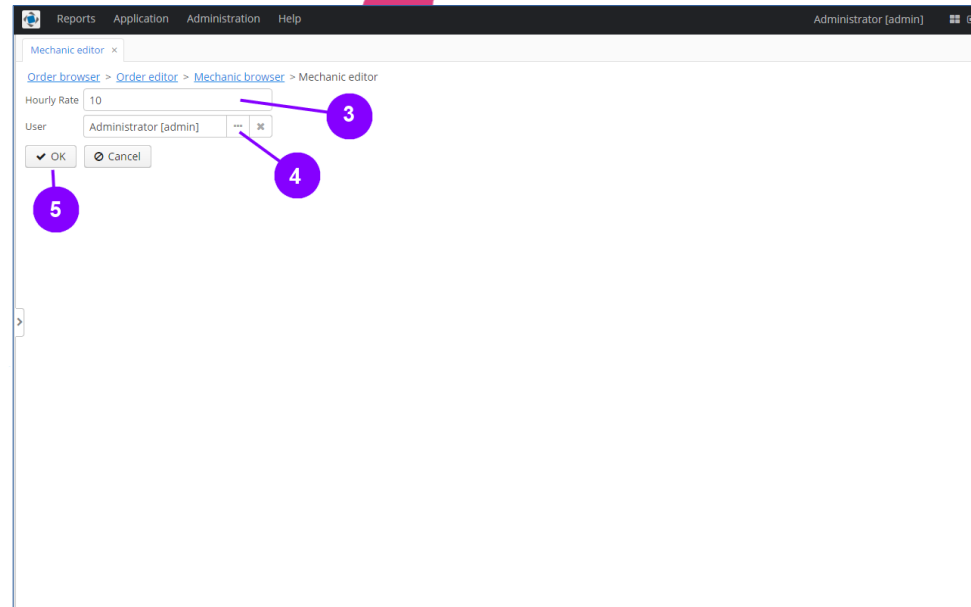 Reports Application Administration Help Administrator [admin]
Mechanic editor ×
Order browser > Order editor > Mechanic browser > Mechanic editor
Hourly Rate 10
3
User Administrator [admin] ...
OK Cancel
4
5